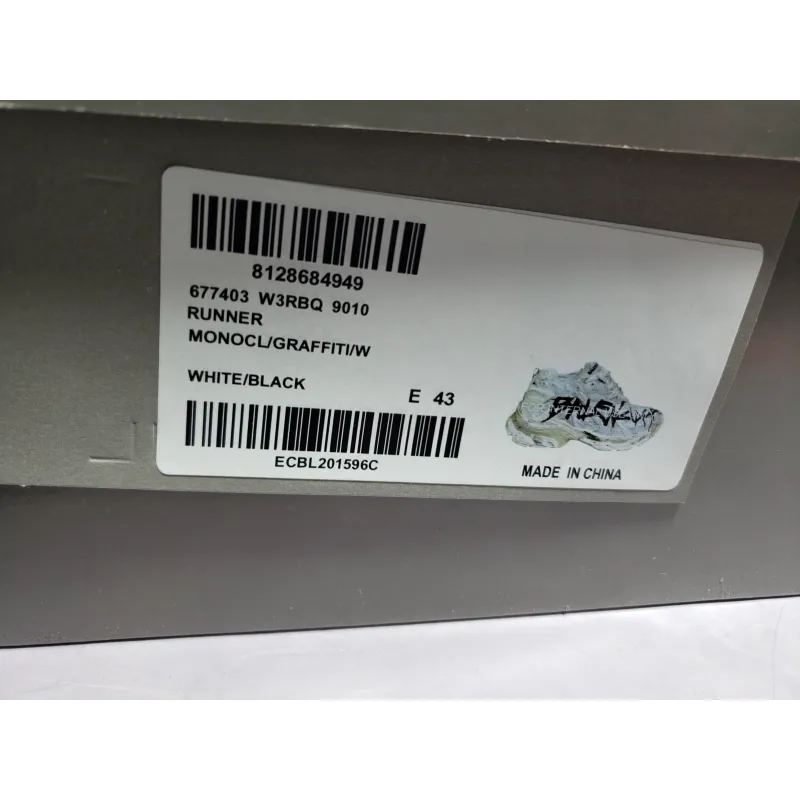 8128684949
677403 W3RBQ 9010
RUNNER
MONOCL/GRAFFITI/W
WHITE/BLACK
E 43
ECBL201596C
MADE IN CHINA